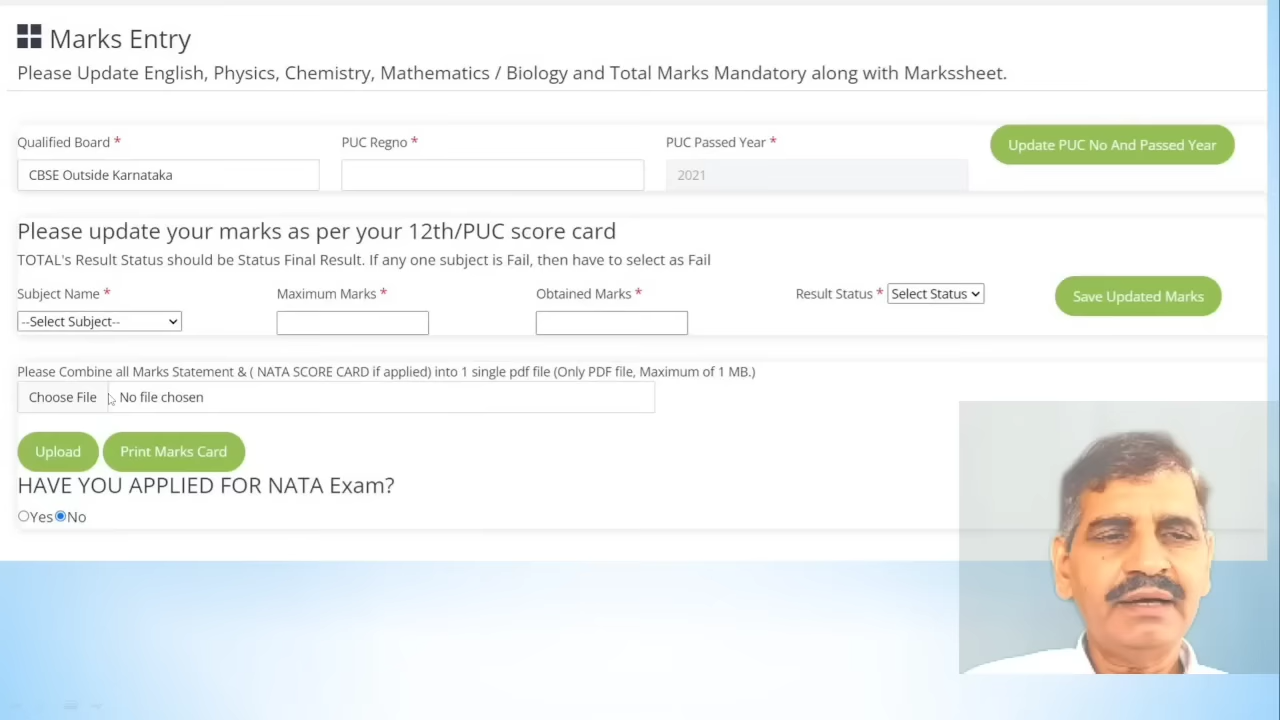 Marks Entry
Please Update English, Physics, Chemistry, Mathematics / Biology and Total Marks Mandatory along with Markssheet.
Qualified Board * PUC Regno * PUC Passed Year * Update PUC No And Passed Year
CBSE Outside Karnataka 2021
Please update your marks as per your 12th/PUC score card
TOTAL's Result Status should be Status Final Result. If any one subject is Fail, then have to select as Fail
Subject Name * Maximum Marks * Obtained Marks * Result Status * Select Status Save Updated Marks
--Select Subject--
Please Combine all Marks Statement & ( NATA SCORE CARD if applied) into 1 single pdf file (Only PDF file, Maximum of 1 MB.)
Choose File No file chosen
Upload Print Marks Card
HAVE YOU APPLIED FOR NATA Exam?
Yes No